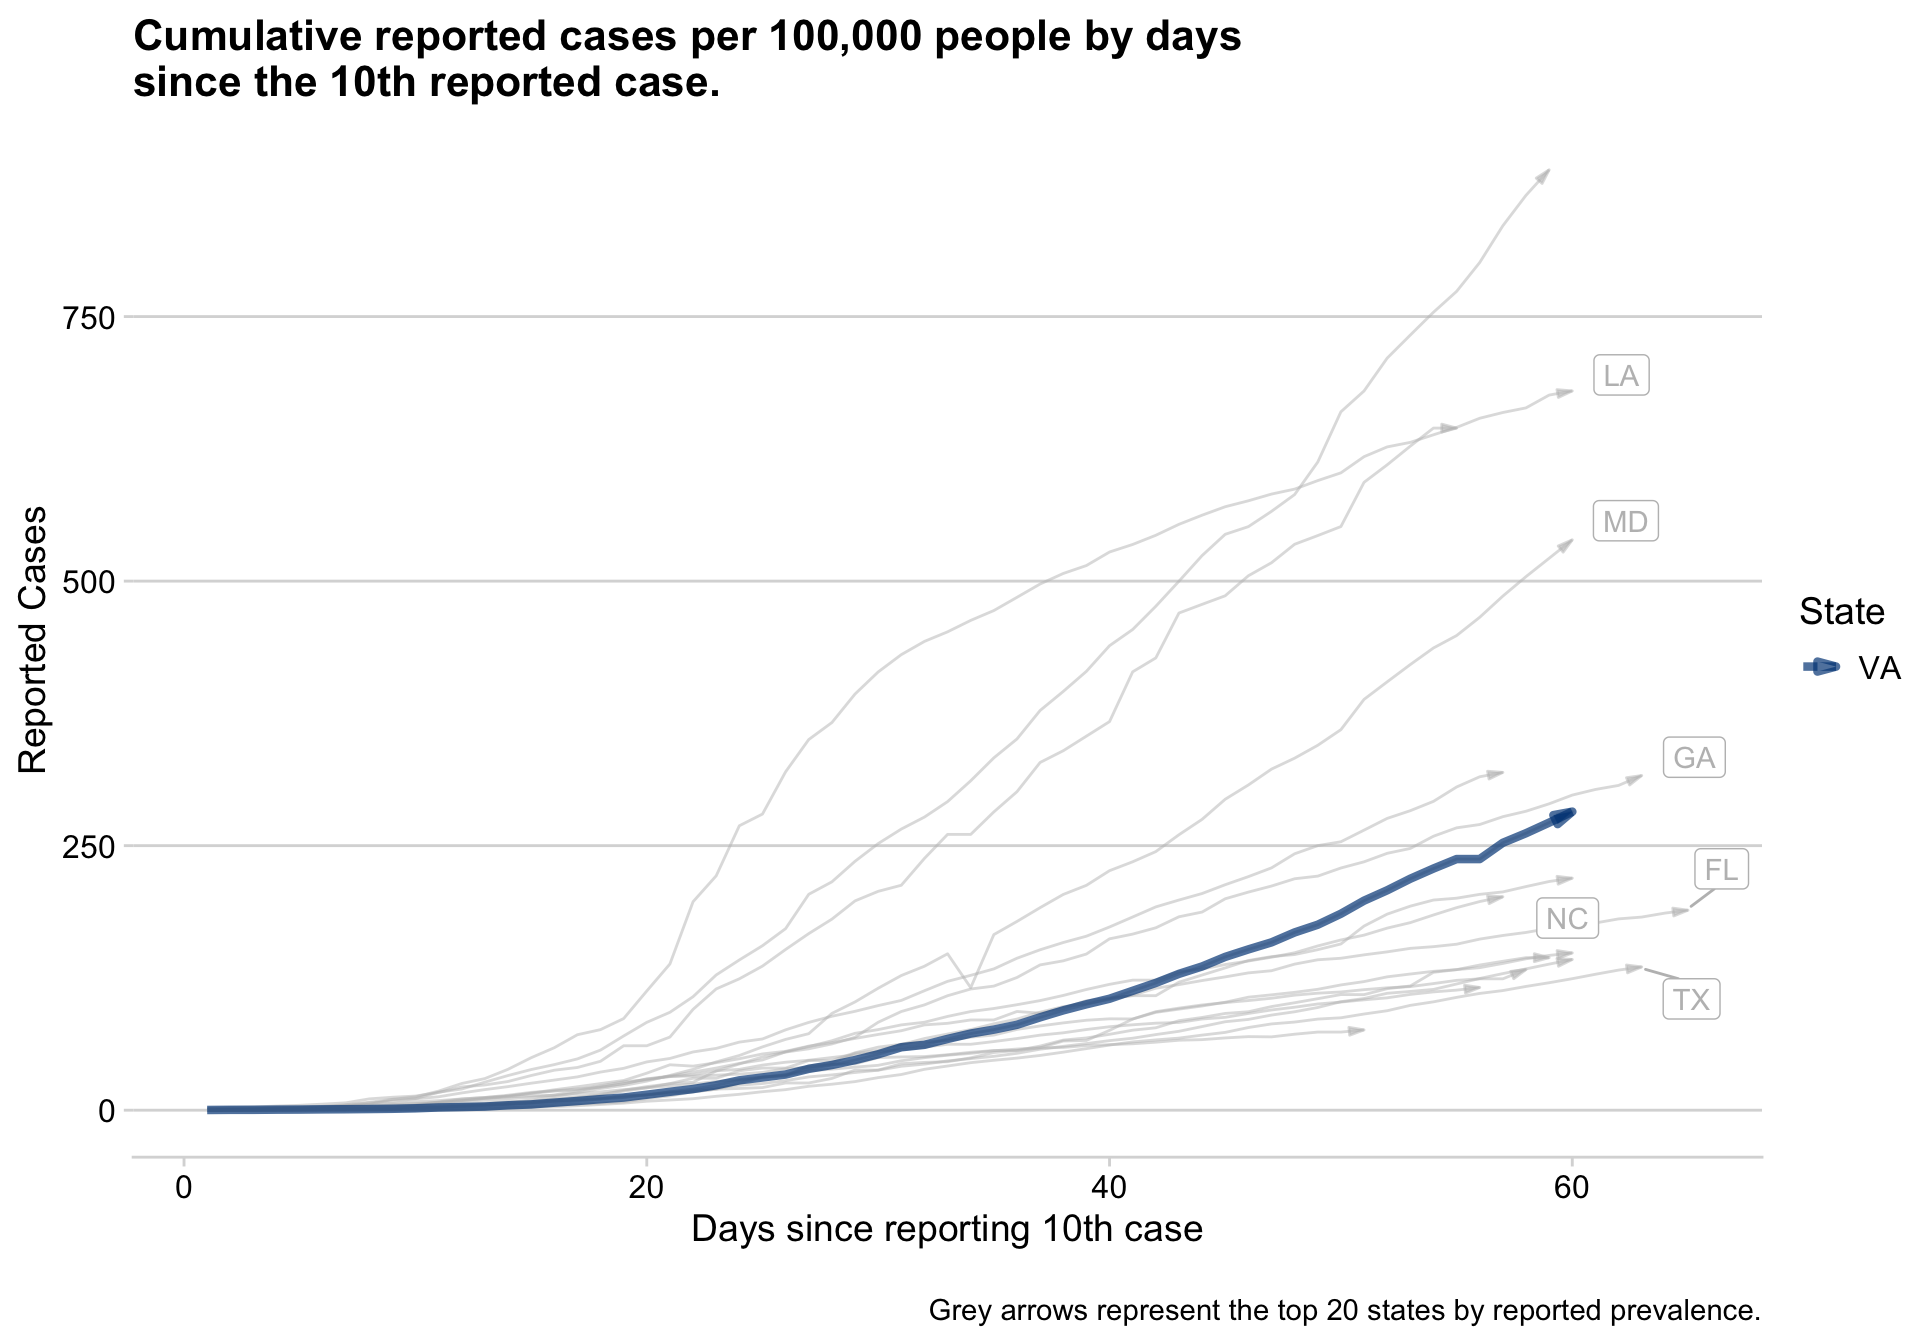 Cumulative reported cases per 100,000 people by days
since the 10th reported case.
Reported Cases
750
500
250
0
LA
MD
GA
FL
NC
TX
State
VA
0
20
40
60
Days since reporting 10th case
Grey arrows represent the top 20 states by reported prevalence.